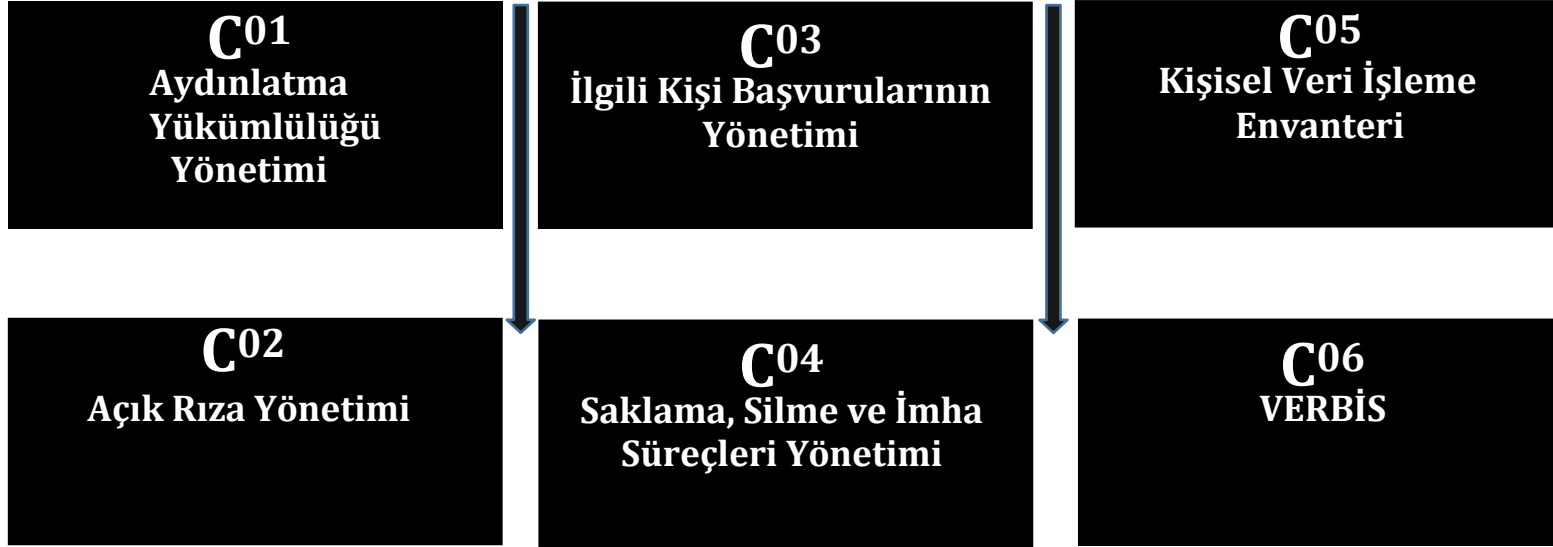 C01
Aydınlatma
Yükümlülüğü
Yönetimi
C02
Açık Rıza Yönetimi
C03
İlgili Kişi Başvurularının
Yönetimi
C04
Saklama, Silme ve İmha
Süreçleri Yönetimi
C05
Kişisel Veri İşleme
Envanteri
C06
VERBİS